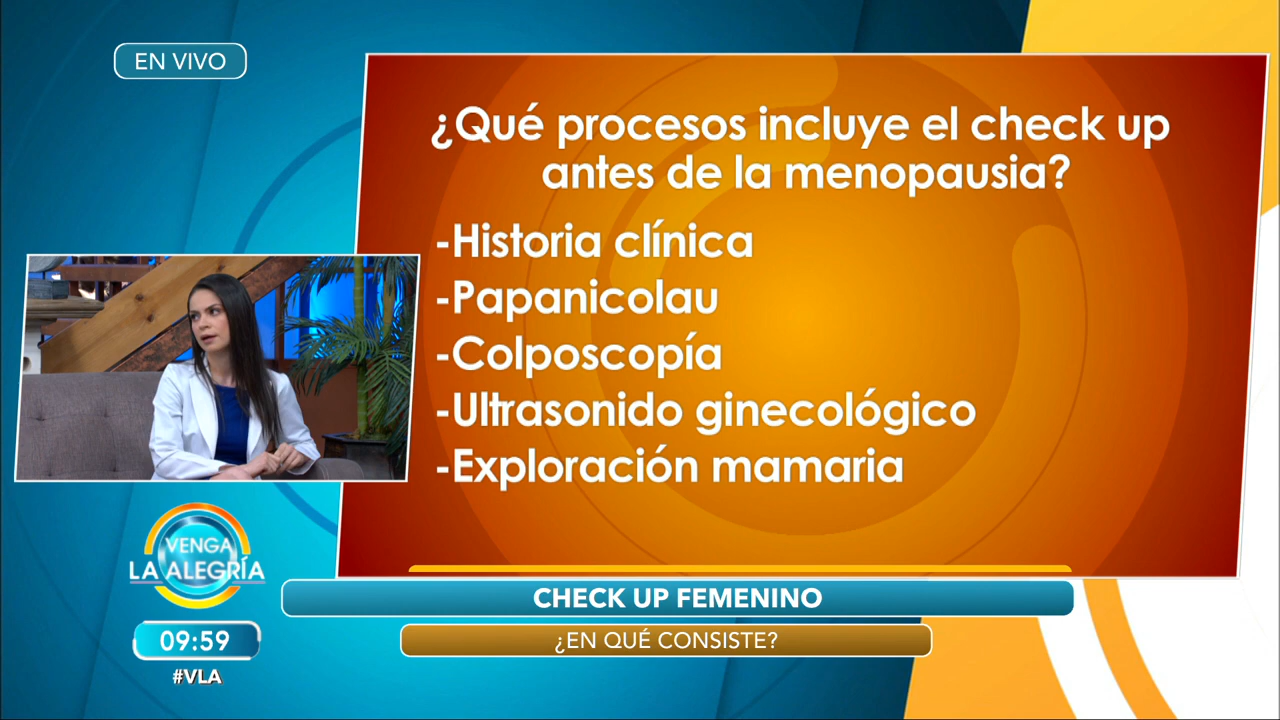 EN VIVO
¿Qué procesos incluye el check up
antes de la menopausia?
-Historia clínica
-Papanicolau
-Colposcopía
-Ultrasonido ginecológico
-Exploración mamaria
VENGA
LA ALEGRÍA
CHECK UP FEMENINO
09:59
¿EN QUÉ CONSISTE?
#VLA